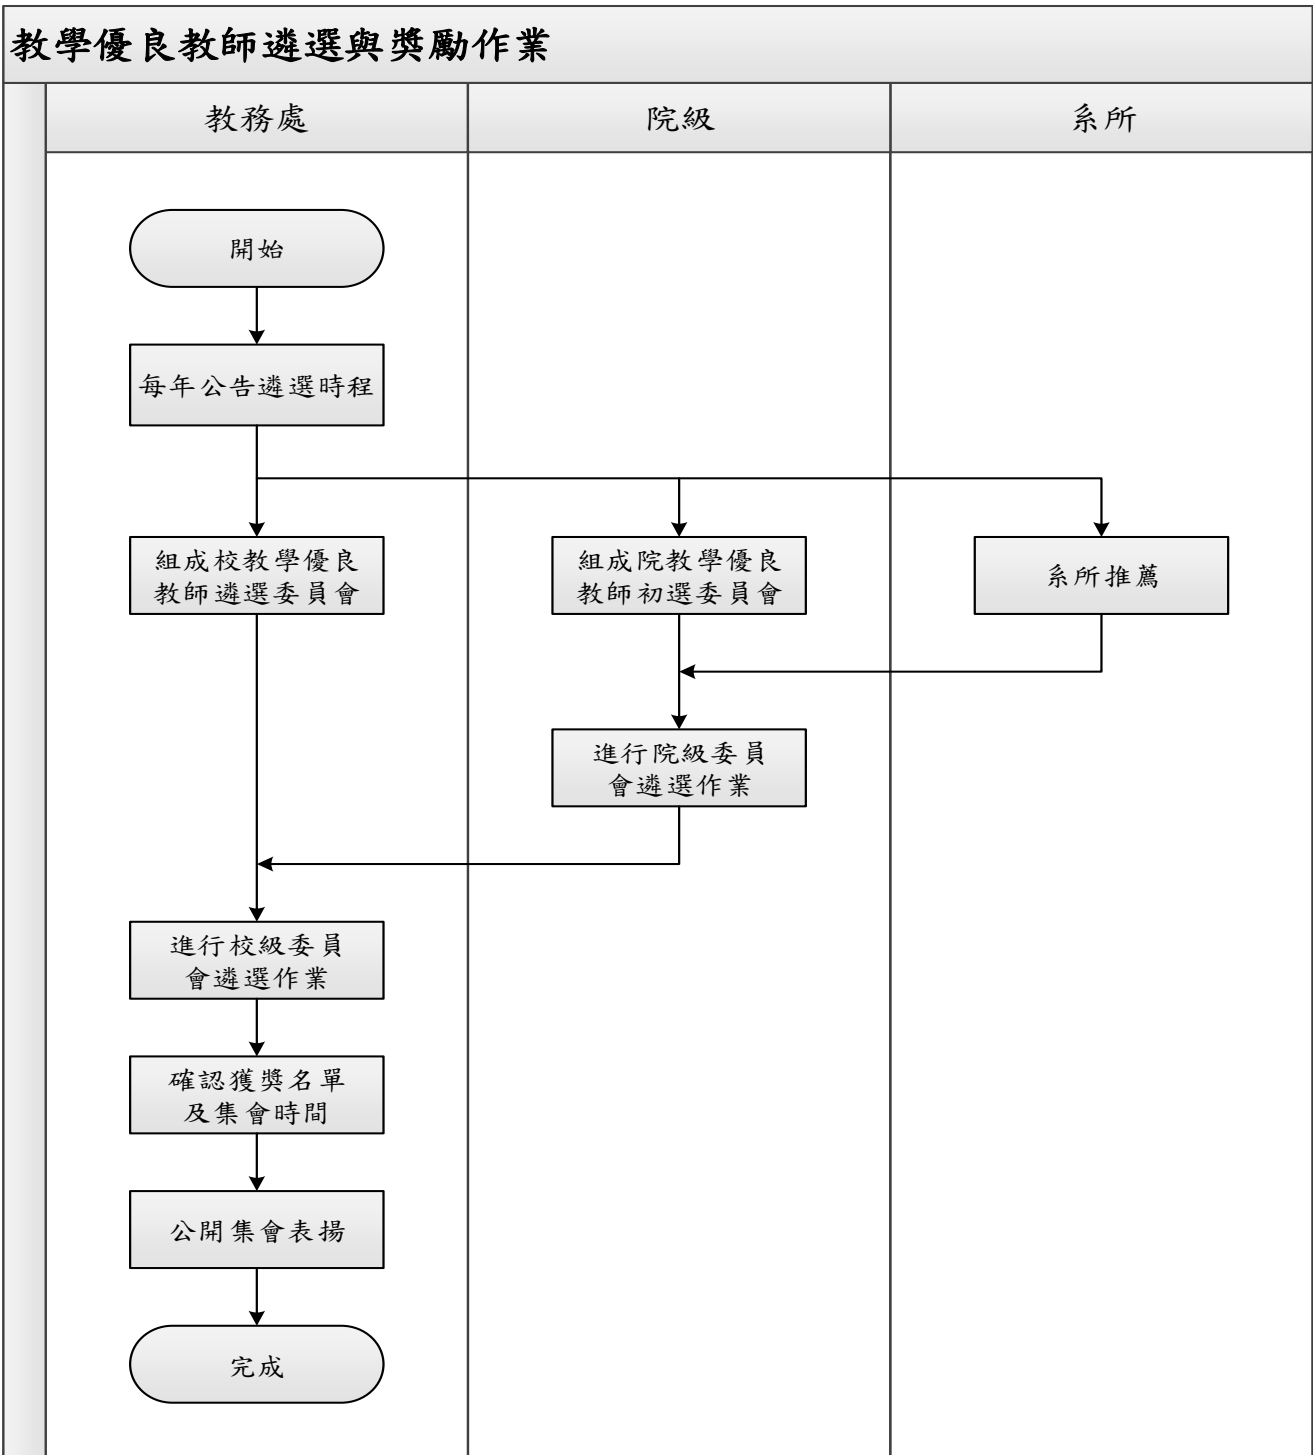 教學優良教師遴選與獎勵作業
教務處
院級
系所
開始
每年公告遴選時程
組成校教學優良
教師遴選委員會
組成院教學優良
教師初選委員會
系所推薦
進行院級委員
會遴選作業
進行校級委員
會遴選作業
確認獲獎名單
及集會時間
公開集會表揚
完成